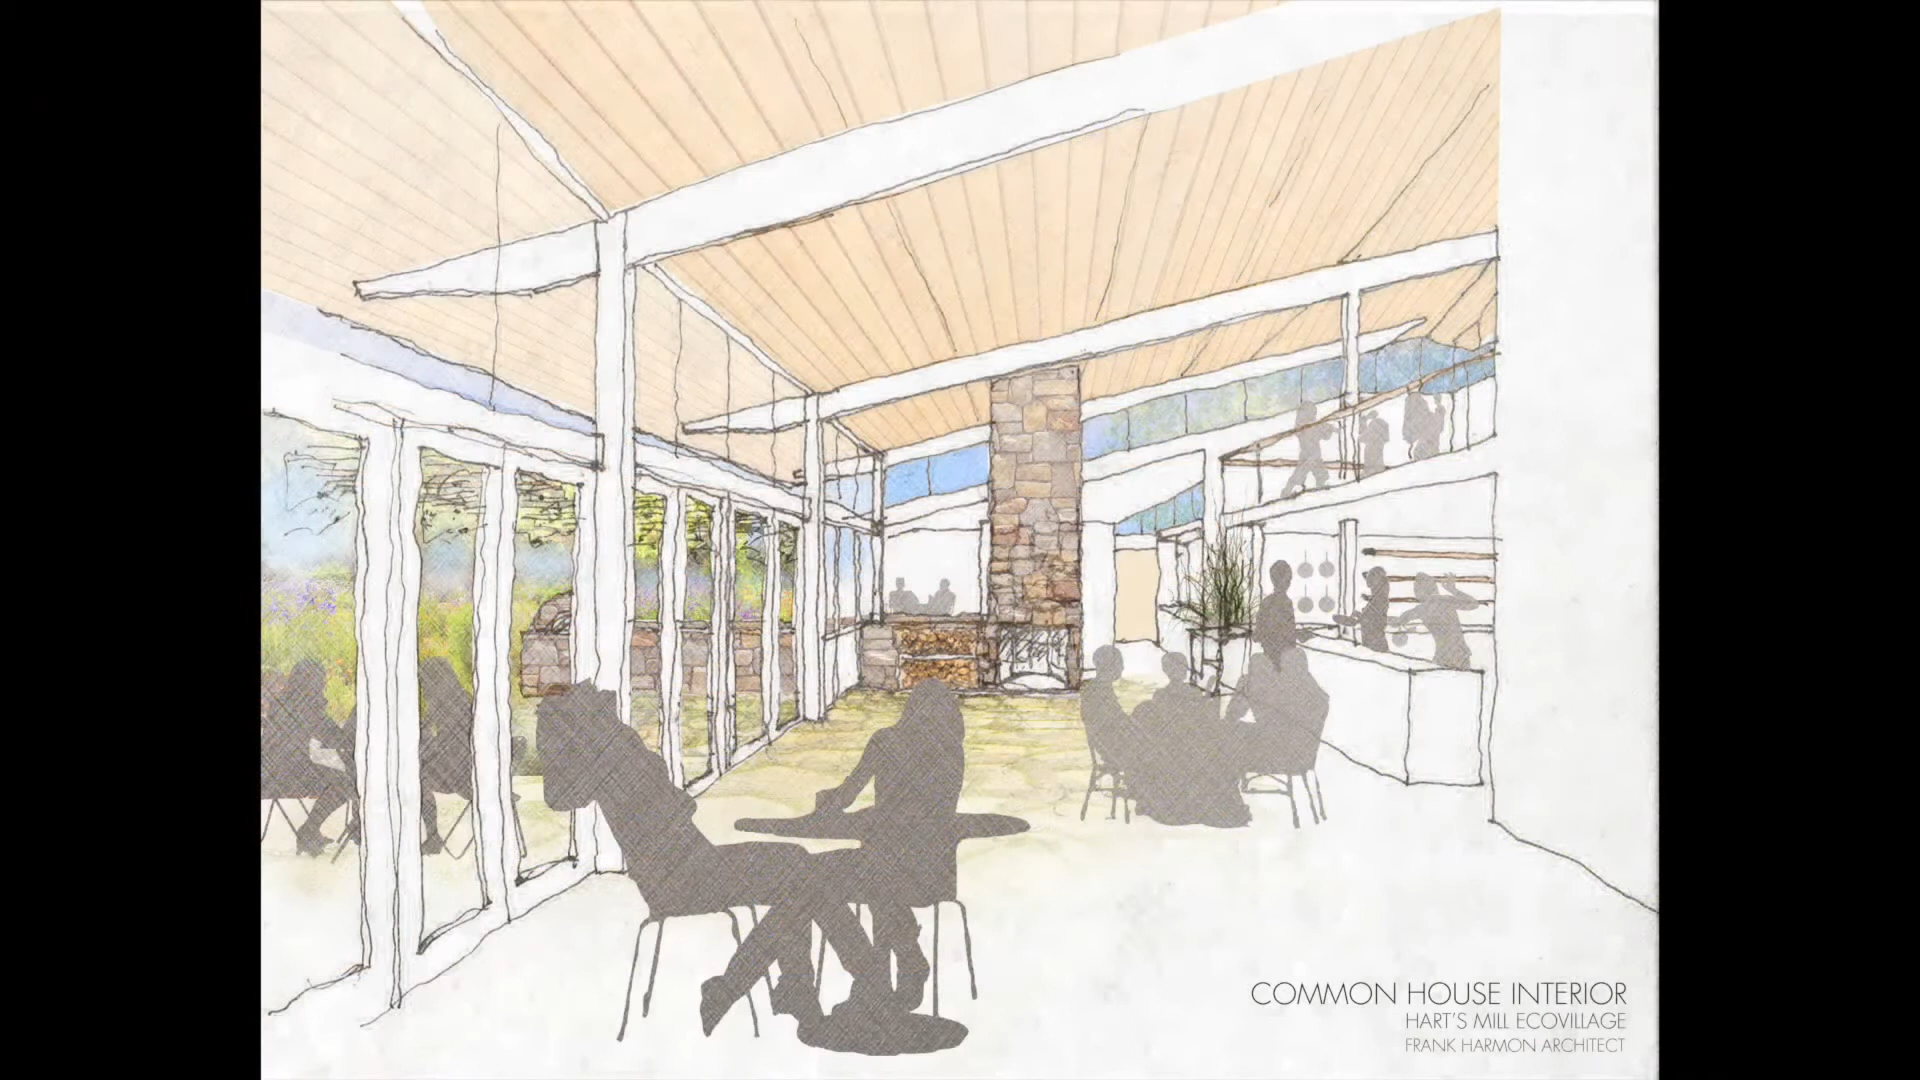 COMMON HOUSE INTERIOR
HART'S MILL ECOVILLAGE
FRANK HARMON ARCHITECT